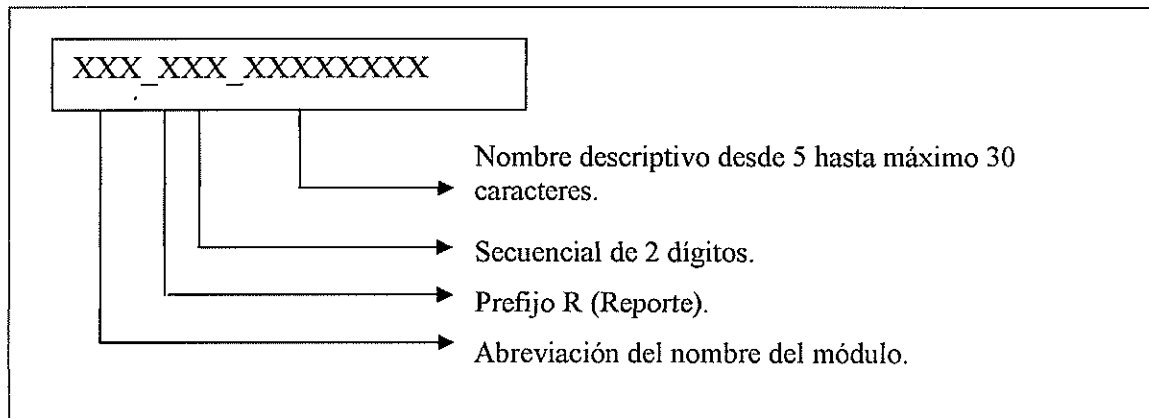 XXX_XXX_XXXXXXXX
Nombre descriptivo desde 5 hasta máximo 30
caracteres.
Secuencial de 2 dígitos.
Prefijo R (Reporte).
Abreviación del nombre del módulo.